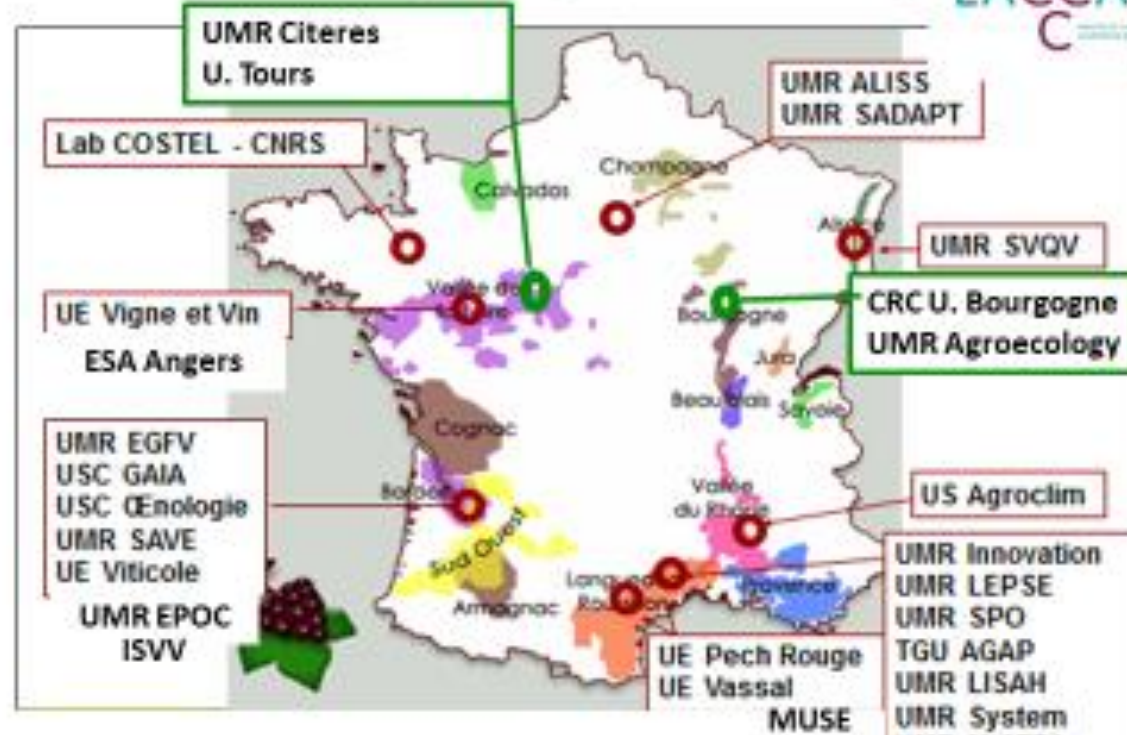 UMR Citeres
U. Tours
UMR ALISS
UMR SADAPT
Lab COSTEL - CNRS
Champagne
Calvados
Alsace
UMR SVQV
UE Vigne et Vin
ESA Angers
Vallée de
CRC U. Bourgogne
UMR Agroecology
Bourgogne
Jura
Beaujolais
Savoie
Cognac
UMR EGFV
USC GAIA
USC Œnologie
UMR SAVE
UE Viticole
UMR EPOC
ISVV
Vallée
du Rhône
US Agroclim
Sud Ouest
Armagnac
Provence
UMR Innovation
UMR LEPSE
UMR SPO
TGU AGAP
UMR LISAH
UMR System
UE Pech Rouge
UE Vassal
MUSE